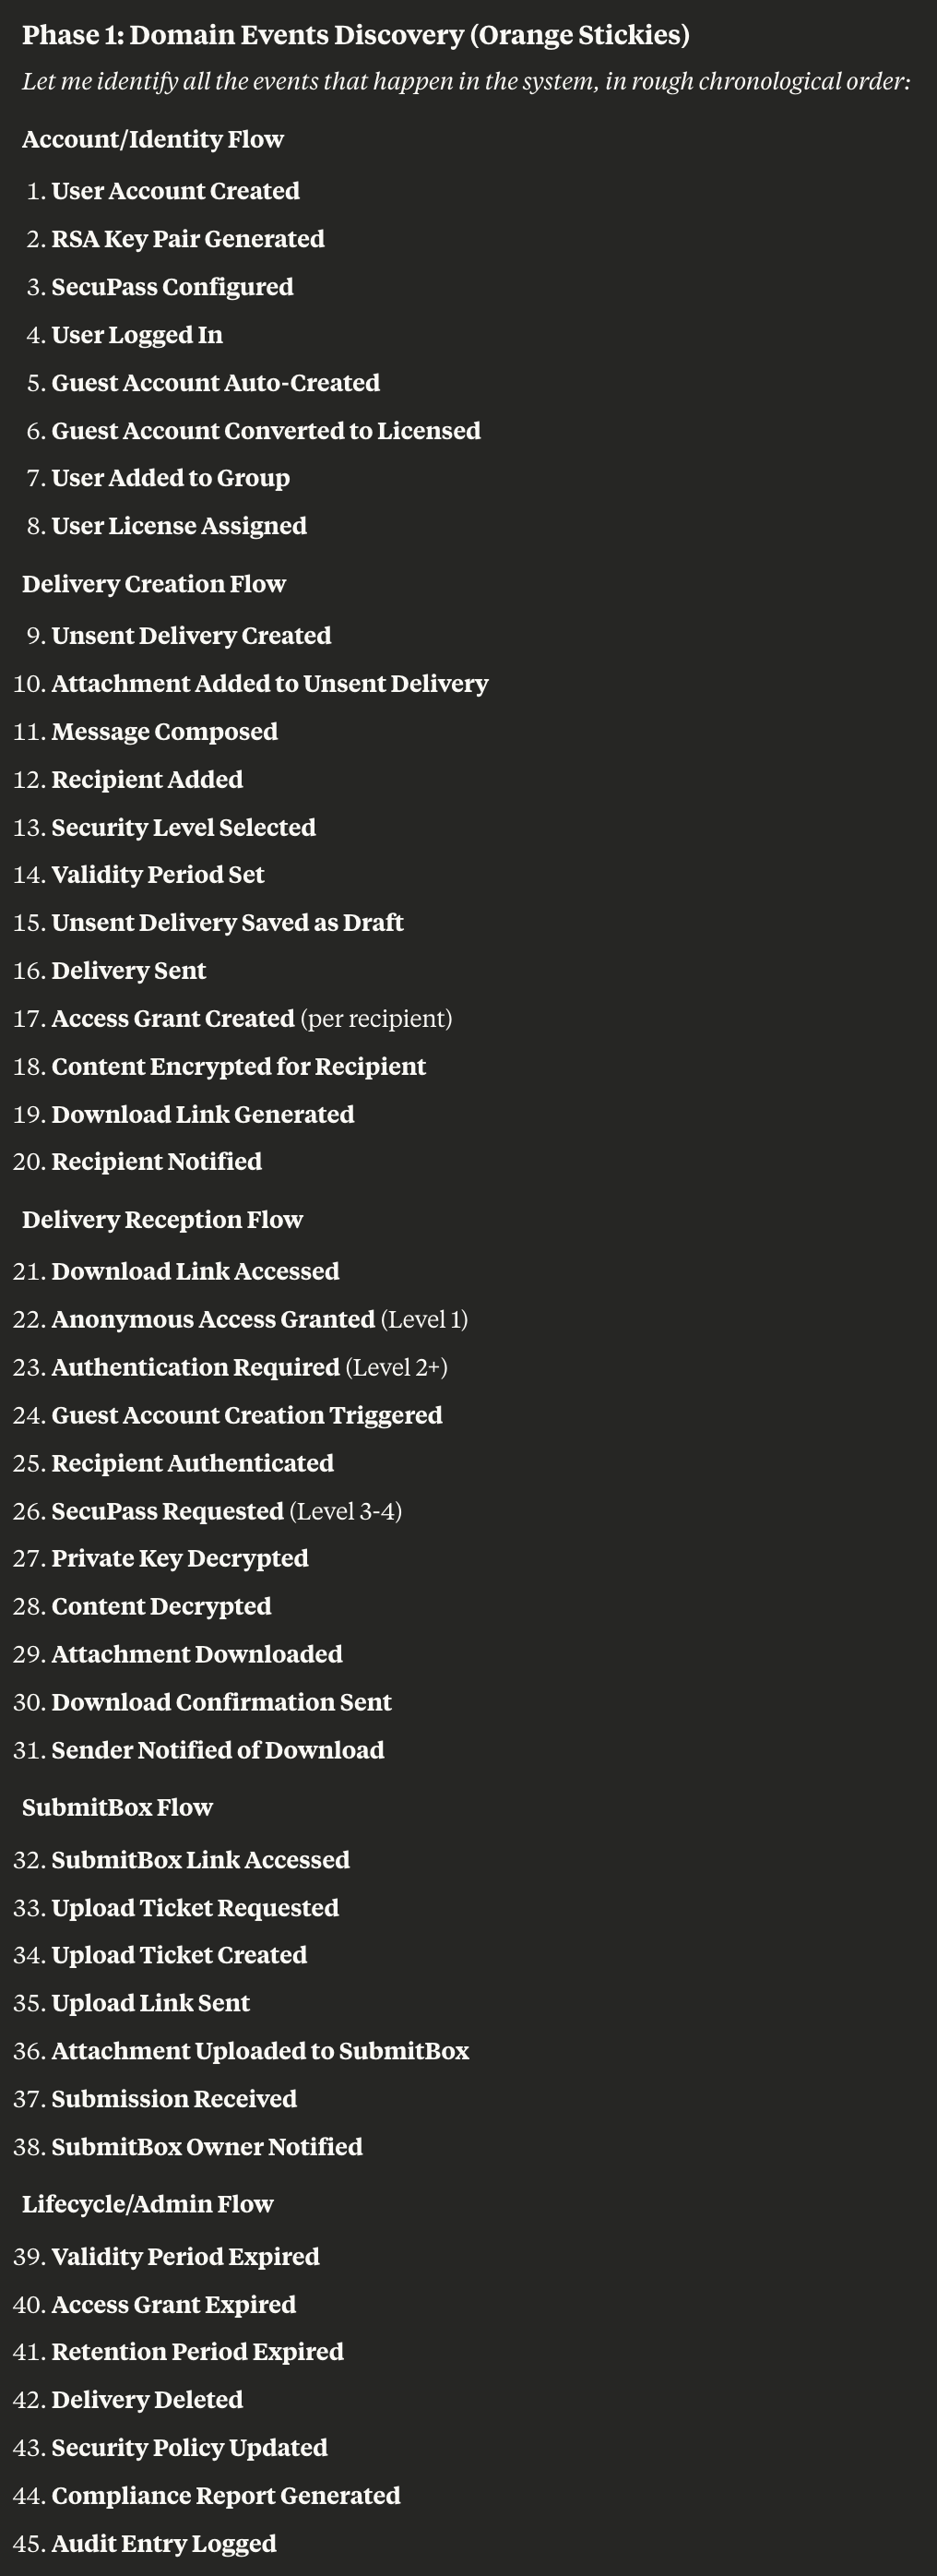 Phase 1: Domain Events Discovery (Orange Stickies)
Let me identify all the events that happen in the system, in rough chronological order:
Account/Identity Flow
1. User Account Created
2. RSA Key Pair Generated
3. SecuPass Configured
4. User Logged In
5. Guest Account Auto-Created
6. Guest Account Converted to Licensed
7. User Added to Group
8. User License Assigned
Delivery Creation Flow
9. Unsent Delivery Created
10. Attachment Added to Unsent Delivery
11. Message Composed
12. Recipient Added
13. Security Level Selected
14. Validity Period Set
15. Unsent Delivery Saved as Draft
16. Delivery Sent
17. Access Grant Created (per recipient)
18. Content Encrypted for Recipient
19. Download Link Generated
20. Recipient Notified
Delivery Reception Flow
21. Download Link Accessed
22. Anonymous Access Granted (Level 1)
23. Authentication Required (Level 2+)
24. Guest Account Creation Triggered
25. Recipient Authenticated
26. SecuPass Requested (Level 3-4)
27. Private Key Decrypted
28. Content Decrypted
29. Attachment Downloaded
30. Download Confirmation Sent
31. Sender Notified of Download
SubmitBox Flow
32. SubmitBox Link Accessed
33. Upload Ticket Requested
34. Upload Ticket Created
35. Upload Link Sent
36. Attachment Uploaded to SubmitBox
37. Submission Received
38. SubmitBox Owner Notified
Lifecycle/Admin Flow
39. Validity Period Expired
40. Access Grant Expired
41. Retention Period Expired
42. Delivery Deleted
43. Security Policy Updated
44. Compliance Report Generated
45. Audit Entry Logged